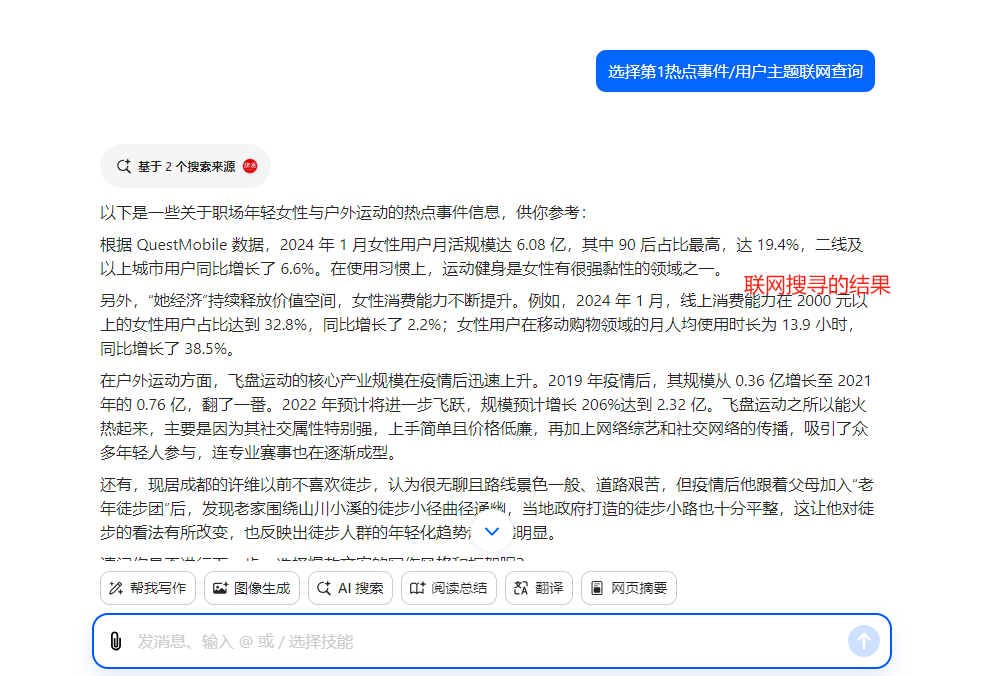 选择第1热点事件/用户主题联网查询
基于 2 个搜索来源
以下是一些关于职场年轻女性与户外运动的热点事件信息，供你参考：
根据 QuestMobile 数据，2024 年 1 月女性用户月活规模达 6.08 亿，其中 90 后占比最高，达 19.4%，二线及
以上城市用户同比增长了 6.6%。在使用习惯上，运动健身是女性有很强黏性的领域之一。
联网搜寻的结果
另外，“她经济”持续释放价值空间，女性消费能力不断提升。例如，2024 年 1 月，线上消费能力在 2000 元以
上的女性用户占比达到 32.8%，同比增长了 2.2%；女性用户在移动购物领域的月人均使用时长为 13.9 小时，
同比增长了 38.5%。
在户外运动方面，飞盘运动的核心产业规模在疫情后迅速上升。2019 年疫情后，其规模从 0.36 亿增长至 2021
年的 0.76 亿，翻了一番。2022 年预计将进一步飞跃，规模预计增长 206%达到 2.32 亿。飞盘运动之所以能火
热起来，主要是因为其社交属性特别强，上手简单且价格低廉，再加上网络综艺和社交网络的传播，吸引了众
多年轻人参与，连专业赛事也在逐渐成型。
还有，现居成都的许维以前不喜欢徒步，认为很无聊且路线景色一般、道路艰苦，但疫情后他跟着父母加入“老
年徒步团”后，发现老家围绕山川小溪的徒步小径曲径通幽，当地政府打造的徒步小路也十分平整，这让他对徒
步的看法有所改变，也反映出徒步人群的年轻化趋势明显。
帮我写作
图像生成
AI 搜索
阅读总结
翻译
网页摘要
发消息、输入 @ 或 / 选择技能